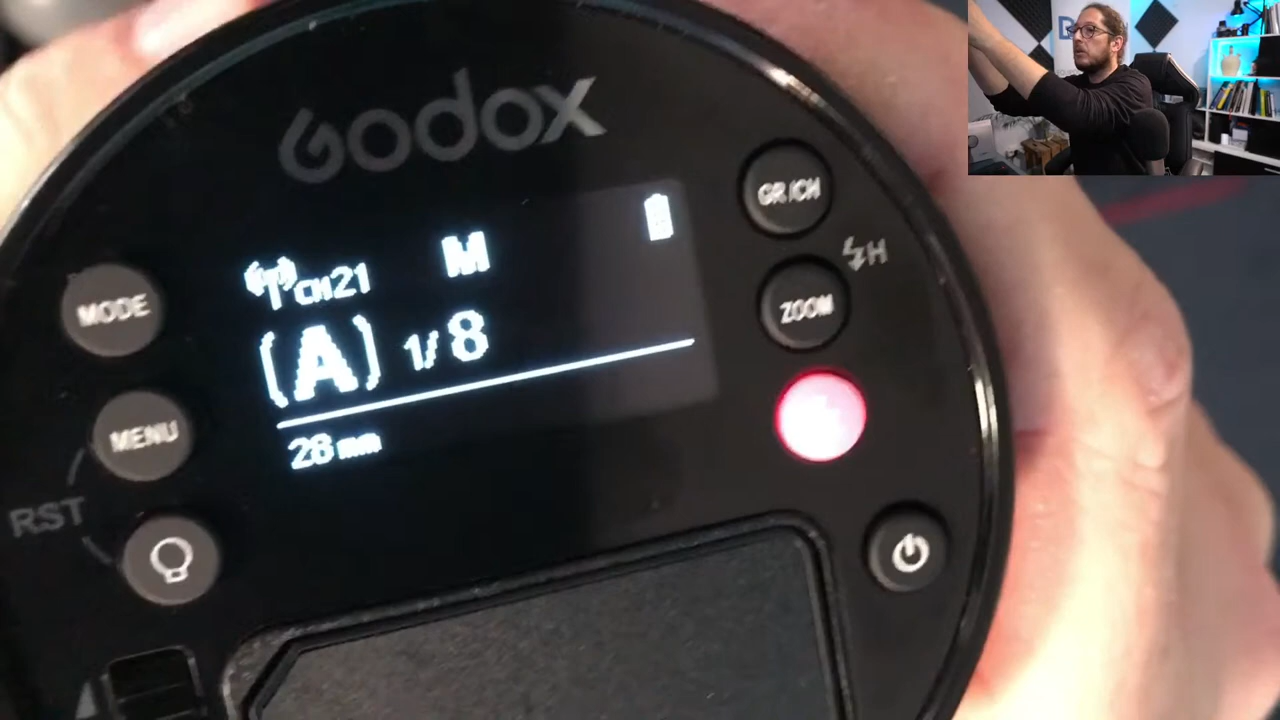 Godox
GR/CH
CH21 M
MODE
H
ZOOM
(A) 1/8
MENU
28mm
RST